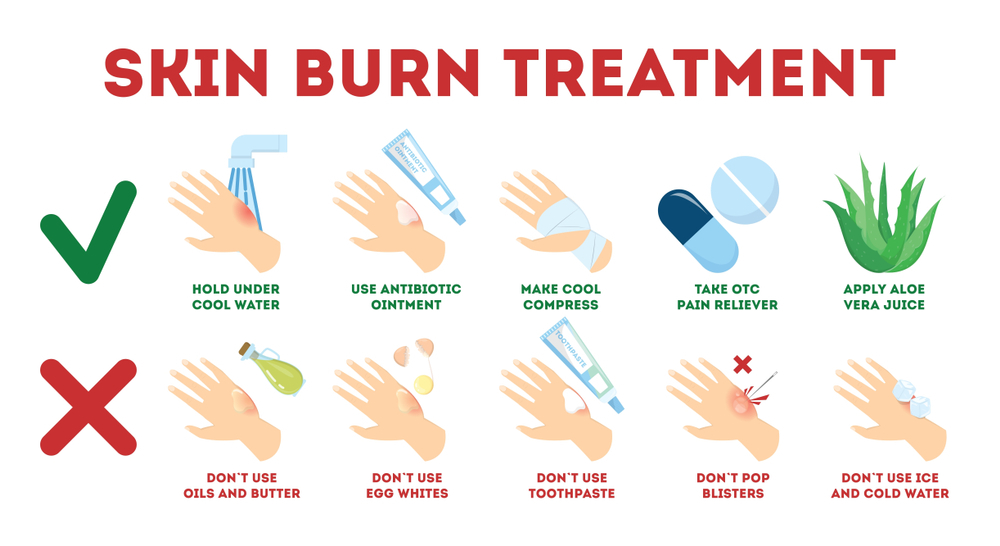 SKIN BURN TREATMENT
ANTIBIOTIC
OINTMENT
HOLD UNDER
COOL WATER
USE ANTIBIOTIC
OINTMENT
MAKE COOL
COMPRESS
TAKE OTC
PAIN RELIEVER
APPLY ALOE
VERA JUICE
TOOTHPASTE
DON`T USE
OILS AND BUTTER
DON`T USE
EGG WHITES
DON`T USE
TOOTHPASTE
DON`T POP
BLISTERS
DON`T USE ICE
AND COLD WATER